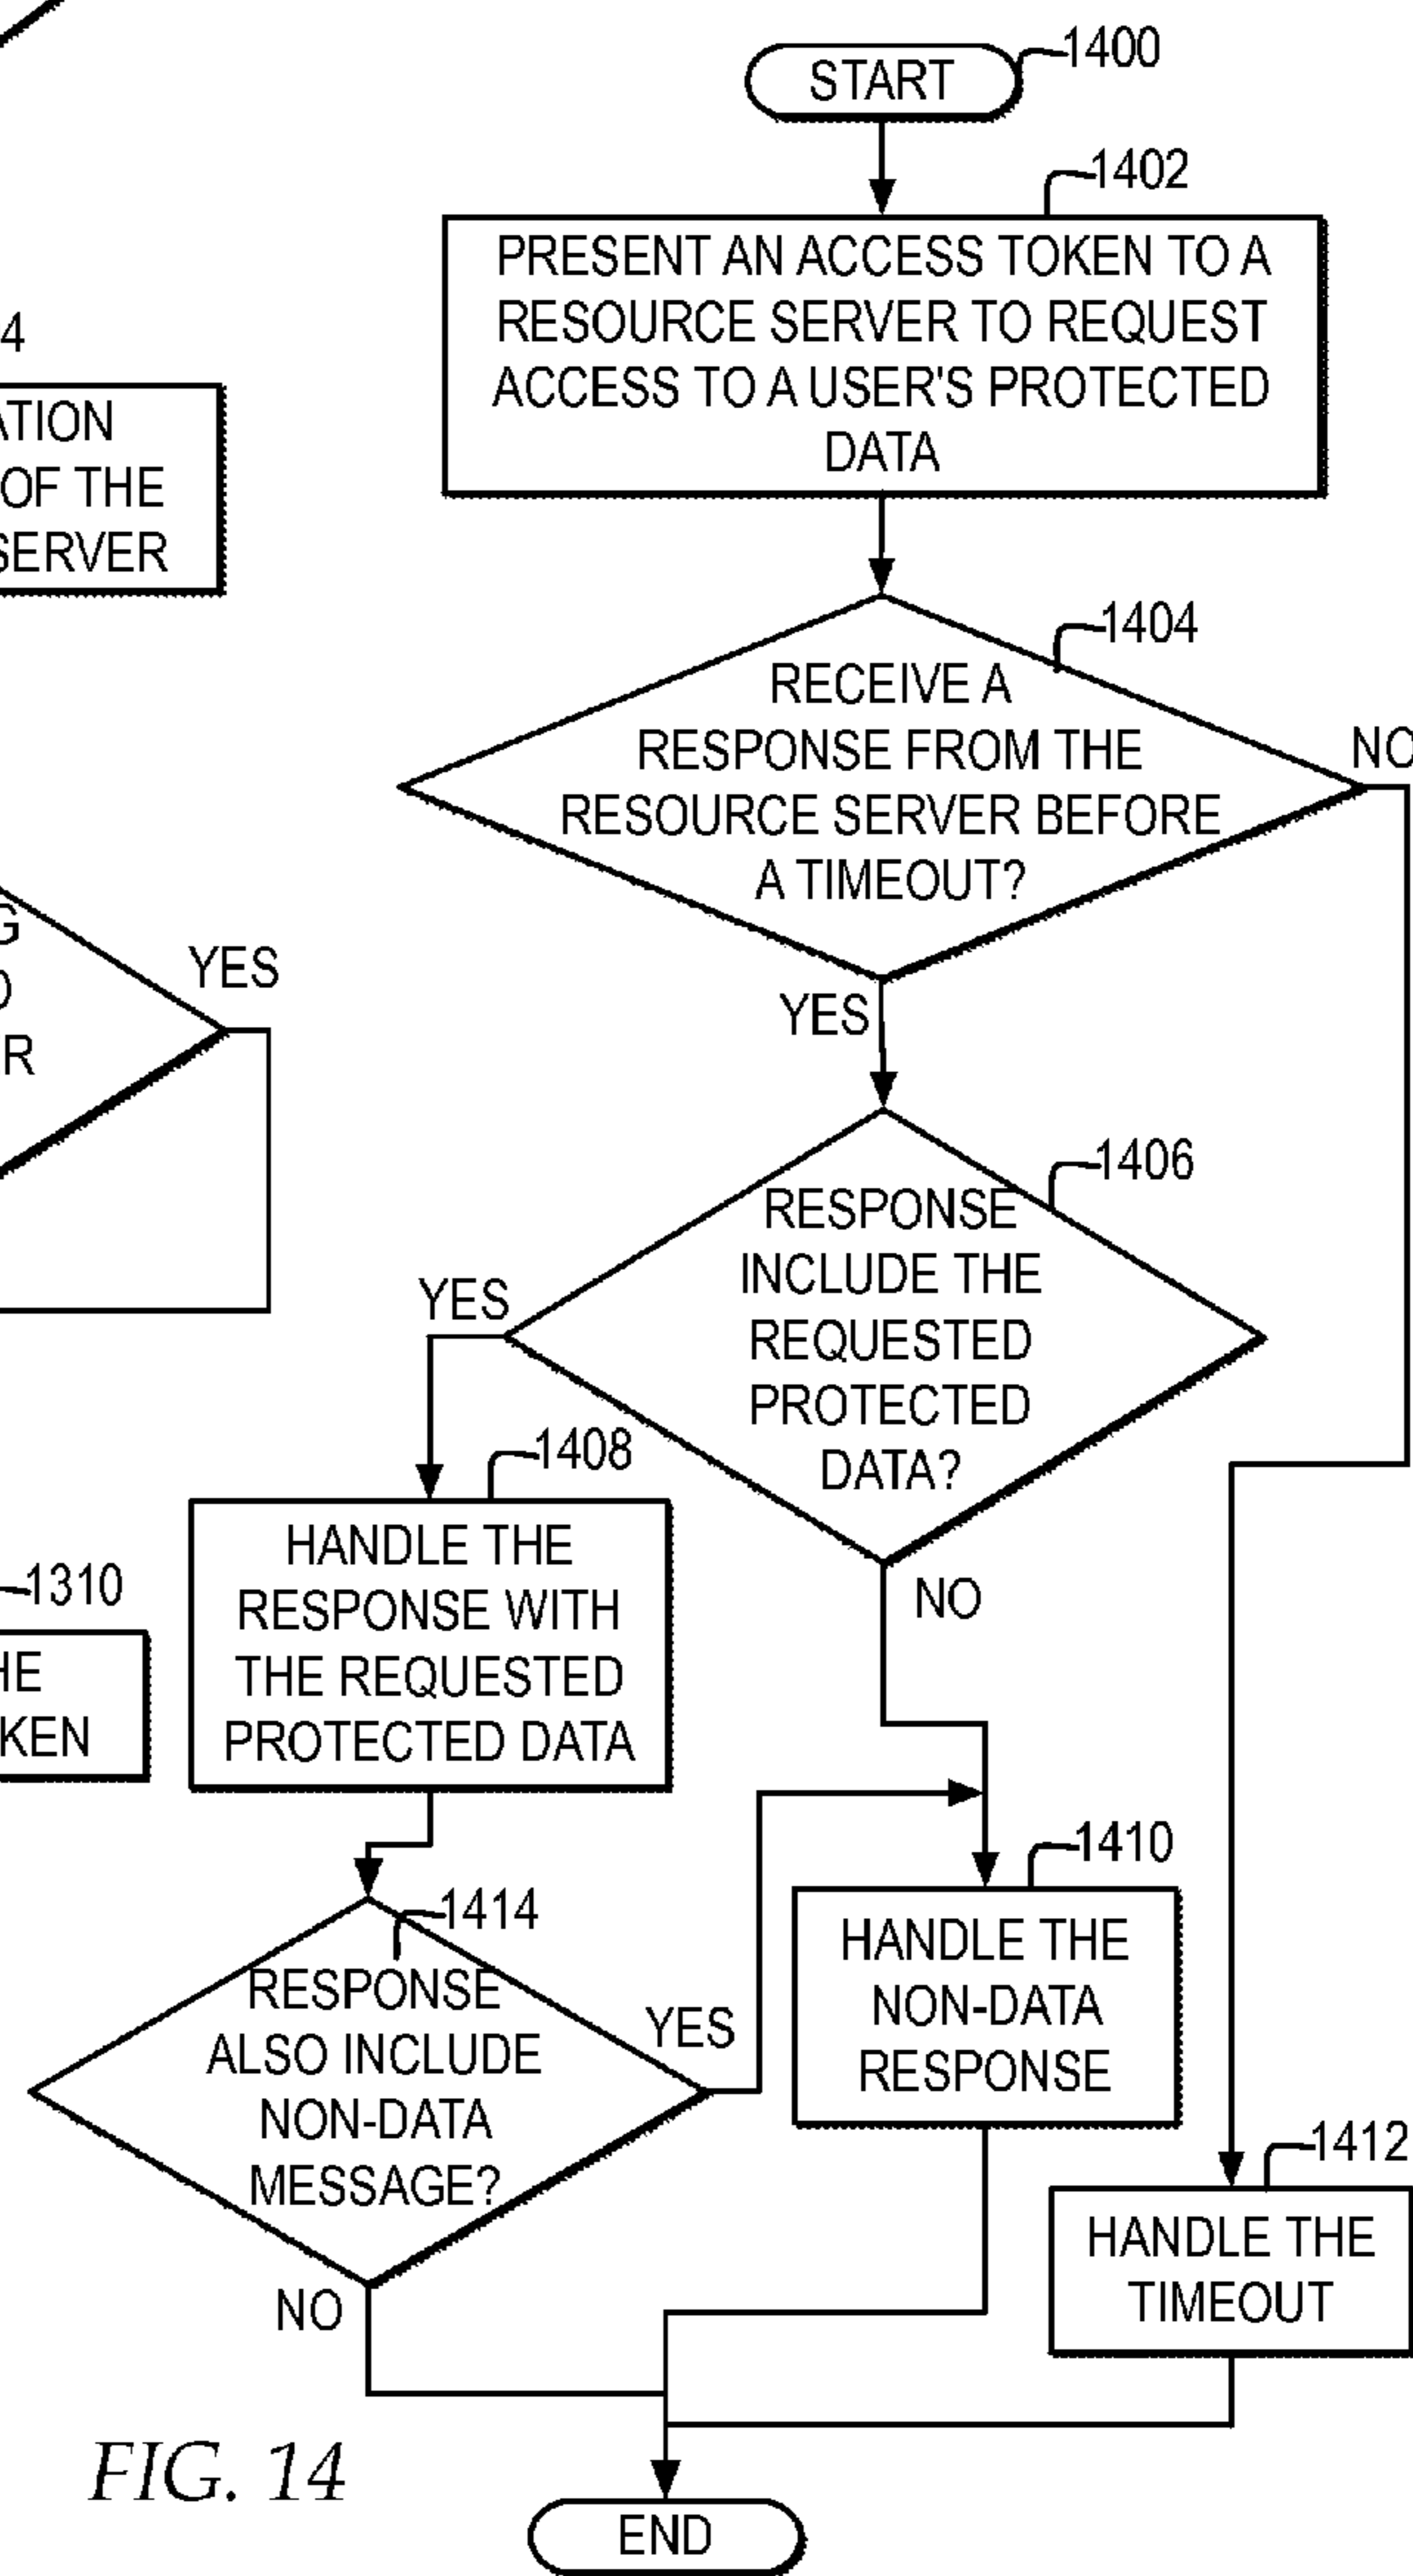 START
1400
1402
PRESENT AN ACCESS TOKEN TO A
RESOURCE SERVER TO REQUEST
ACCESS TO A USER'S PROTECTED
DATA
4
OF THE
SERVER
1404
RECEIVE A
RESPONSE FROM THE
RESOURCE SERVER BEFORE
A TIMEOUT?
NO
YES
YES
1406
RESPONSE
INCLUDE THE
REQUESTED
PROTECTED
DATA?
YES
NO
1408
HANDLE THE
RESPONSE WITH
THE REQUESTED
PROTECTED DATA
1310
1414
RESPONSE
ALSO INCLUDE
NON-DATA
MESSAGE?
YES
NO
1410
HANDLE THE
NON-DATA
RESPONSE
1412
HANDLE THE
TIMEOUT
FIG. 14
END